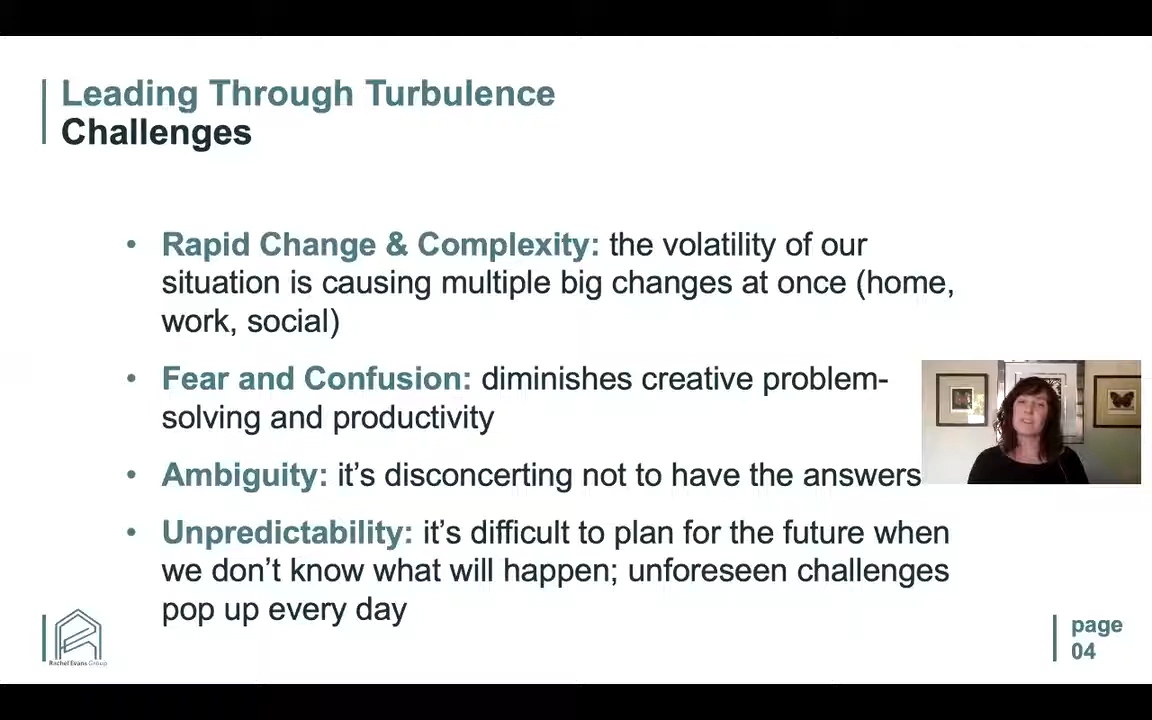 Leading Through Turbulence
Challenges
• Rapid Change & Complexity: the volatility of our
situation is causing multiple big changes at once (home,
work, social)
• Fear and Confusion: diminishes creative problem-
solving and productivity
• Ambiguity: it’s disconcerting not to have the answers
• Unpredictability: it’s difficult to plan for the future when
we don’t know what will happen; unforeseen challenges
pop up every day
Rachel Evans Group
page
04